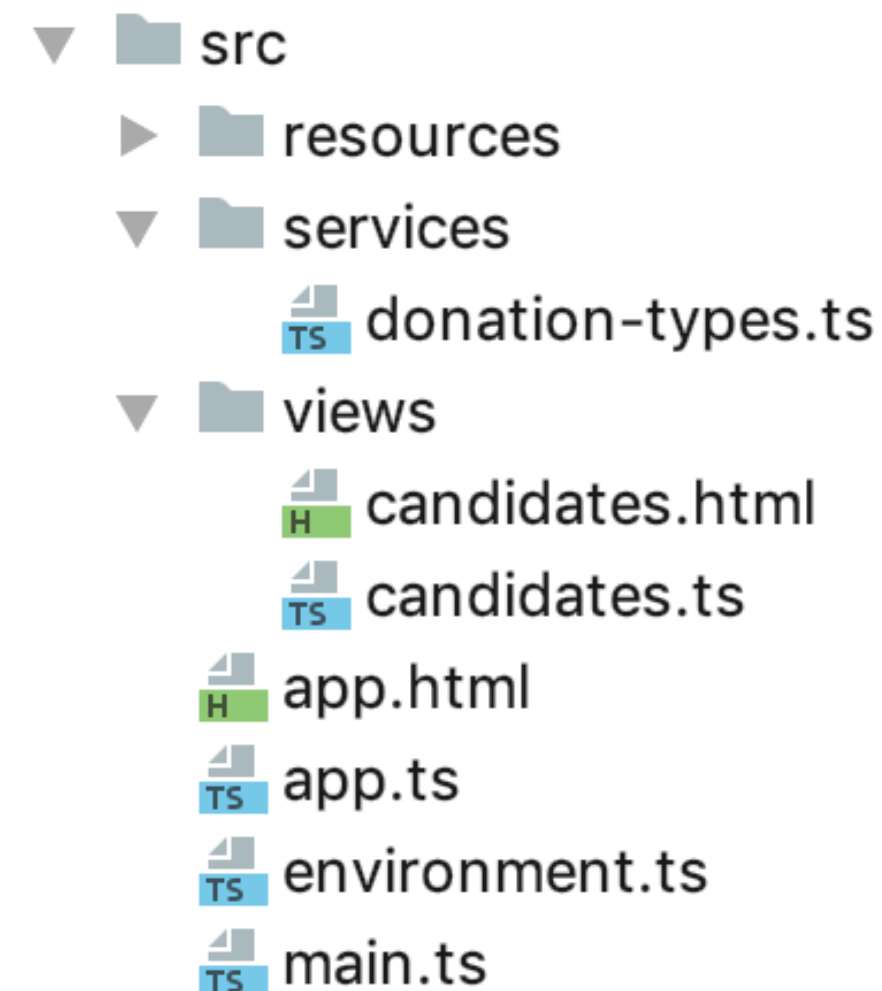 src
resources
services
TS donation-types.ts
views
H candidates.html
TS candidates.ts
H app.html
TS app.ts
TS environment.ts
TS main.ts